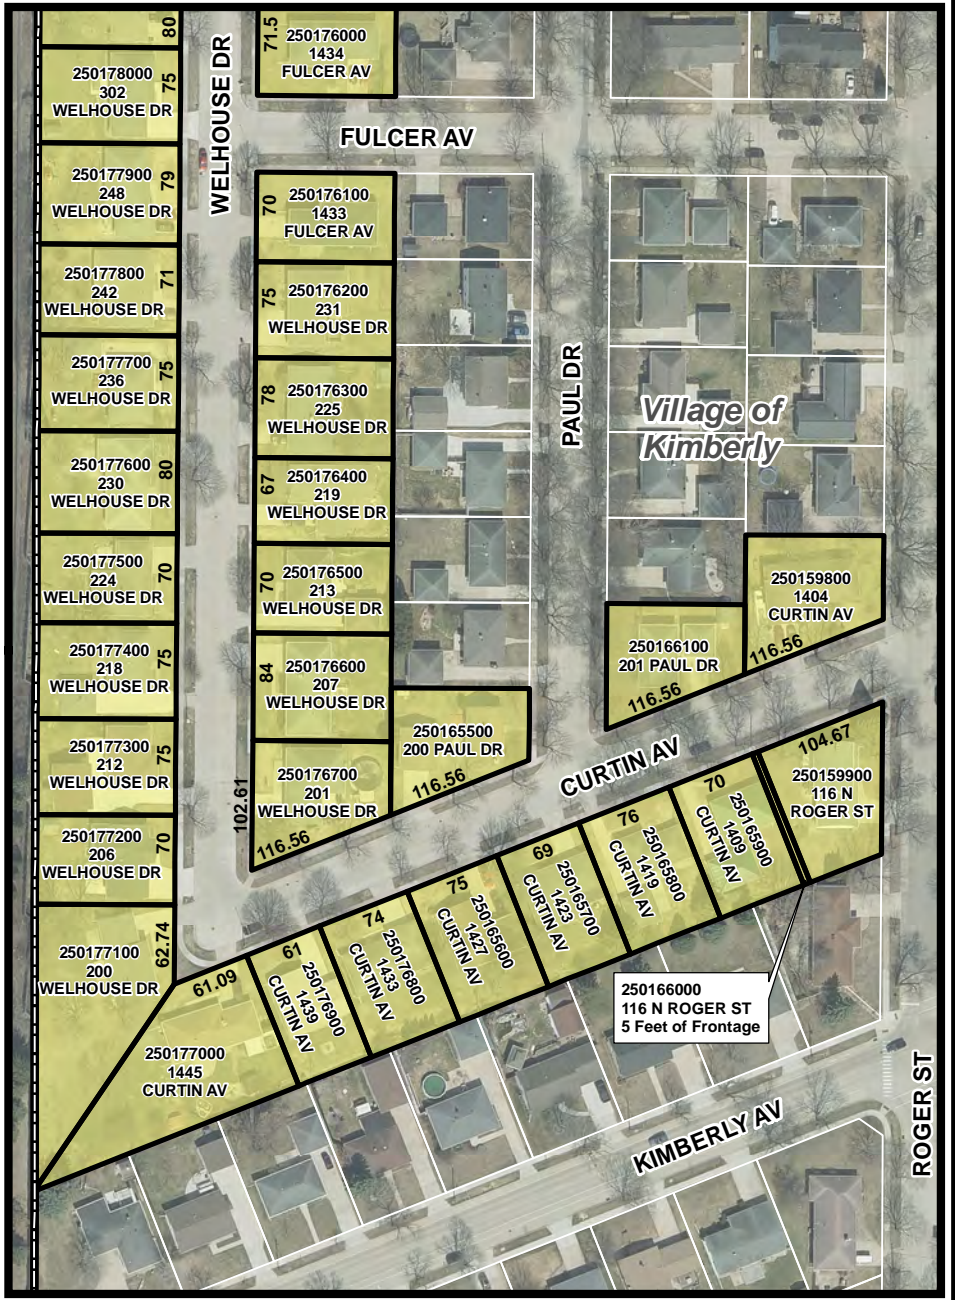 80
250178000
302
WELHOUSE DR
75
250177900
248
WELHOUSE DR
79
250177800
242
WELHOUSE DR
71
250177700
236
WELHOUSE DR
75
250177600
230
WELHOUSE DR
80
250177500
224
WELHOUSE DR
70
250177400
218
WELHOUSE DR
75
250177300
212
WELHOUSE DR
75
250177200
206
WELHOUSE DR
70
250177100
200
WELHOUSE DR
62.74
WELHOUSE DR
71.5
250176000
1434
FULCER AV
FULCER AV
70
250176100
1433
FULCER AV
75
250176200
231
WELHOUSE DR
78
250176300
225
WELHOUSE DR
67
250176400
219
WELHOUSE DR
70
250176500
213
WELHOUSE DR
84
250176600
207
WELHOUSE DR
102.61
250176700
201
WELHOUSE DR
116.56
250165500
200 PAUL DR
116.56
PAUL DR
Village of
Kimberly
250166100
201 PAUL DR
116.56
250159800
1404
CURTIN AV
116.56
CURTIN AV
61.09
250177000
1445
CURTIN AV
61
250176900
1439
CURTIN AV
74
250176800
1433
CURTIN AV
75
250165600
1427
CURTIN AV
69
250165700
1423
CURTIN AV
76
250165800
1419
CURTIN AV
70
250165900
1409
CURTIN AV
104.67
250159900
116 N
ROGER ST
250166000
116 N ROGER ST
5 Feet of Frontage
KIMBERLY AV
ROGER ST